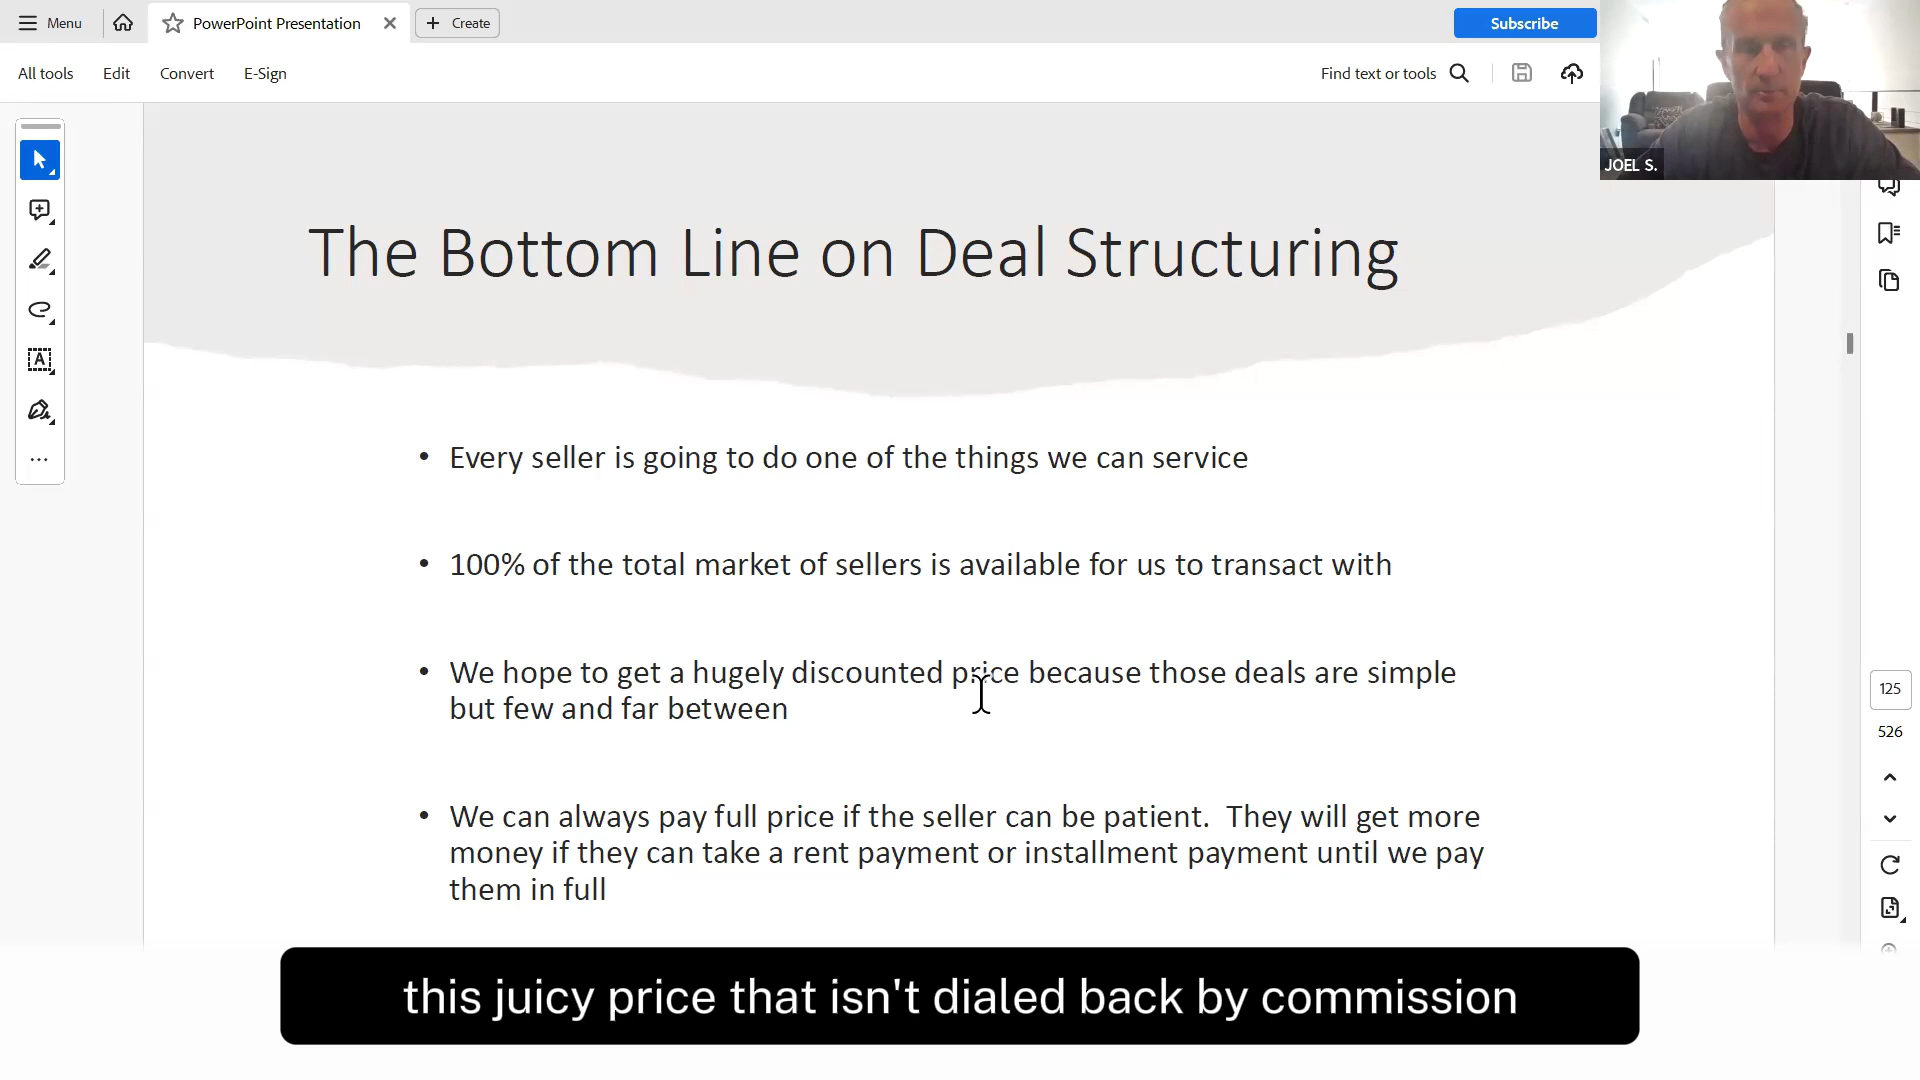 Menu
PowerPoint Presentation
Create
Subscribe
All tools
Edit
Convert
E-Sign
Find text or tools
JOEL S.
The Bottom Line on Deal Structuring
• Every seller is going to do one of the things we can service
• 100% of the total market of sellers is available for us to transact with
• We hope to get a hugely discounted price because those deals are simple
but few and far between
• We can always pay full price if the seller can be patient. They will get more
money if they can take a rent payment or installment payment until we pay
them in full
125
526
this juicy price that isn't dialed back by commission